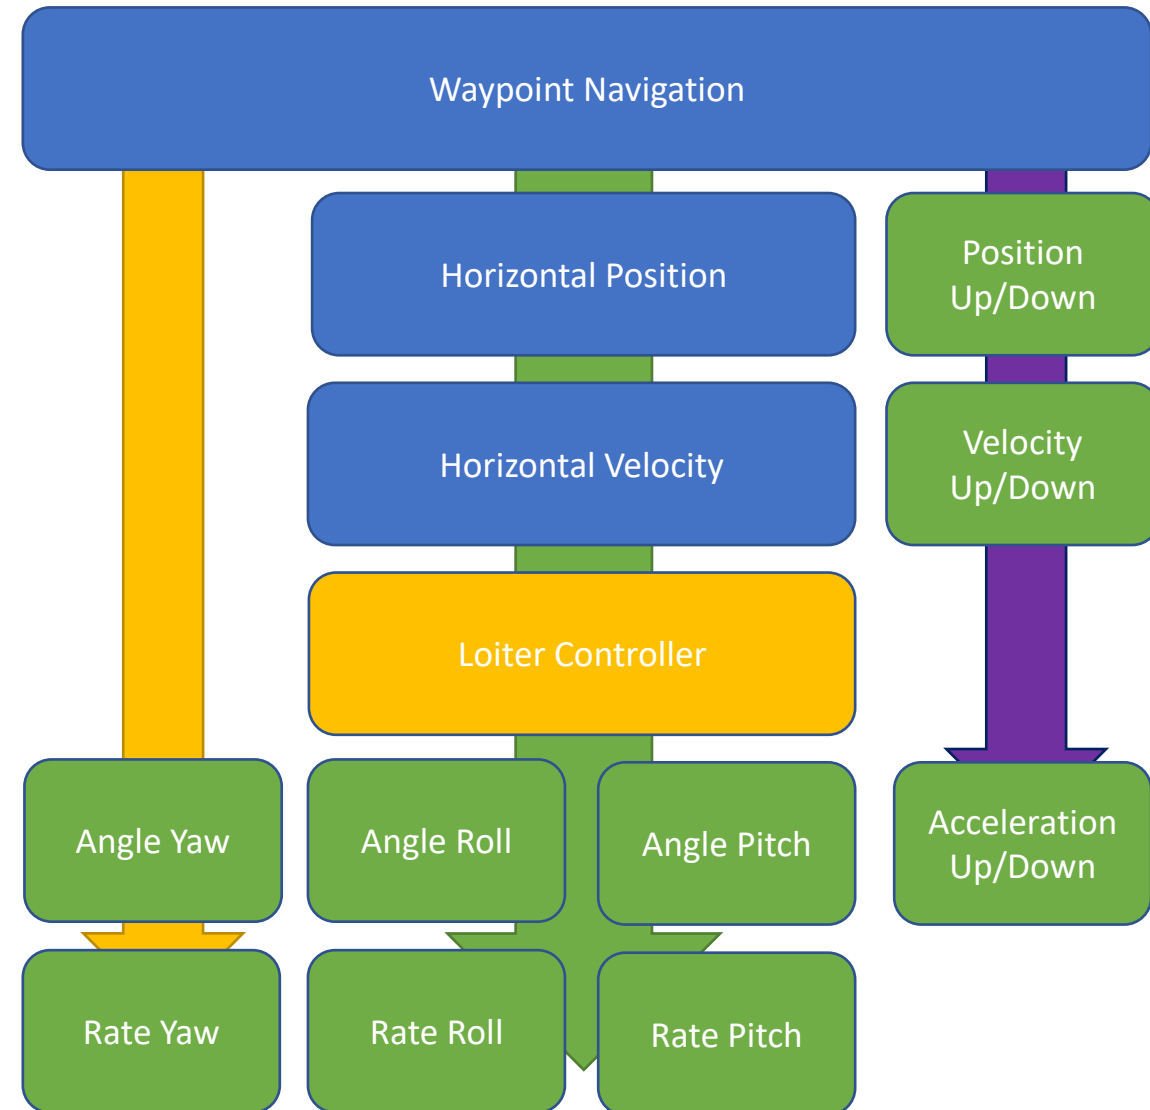 Waypoint Navigation
Horizontal Position
Position
Up/Down
Horizontal Velocity
Velocity
Up/Down
Loiter Controller
Angle Yaw
Angle Roll
Angle Pitch
Acceleration
Up/Down
Rate Yaw
Rate Roll
Rate Pitch